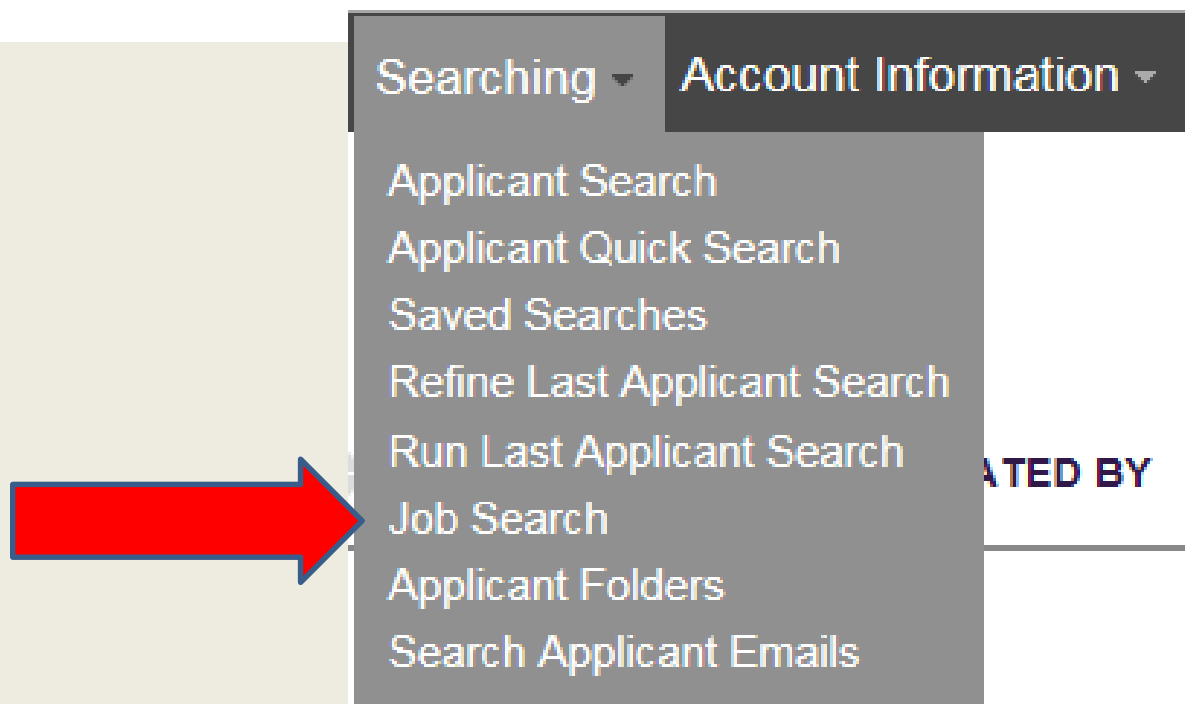 Searching Account Information
Applicant Search
Applicant Quick Search
Saved Searches
Refine Last Applicant Search
Run Last Applicant Search
ATED BY
Job Search
Applicant Folders
Search Applicant Emails